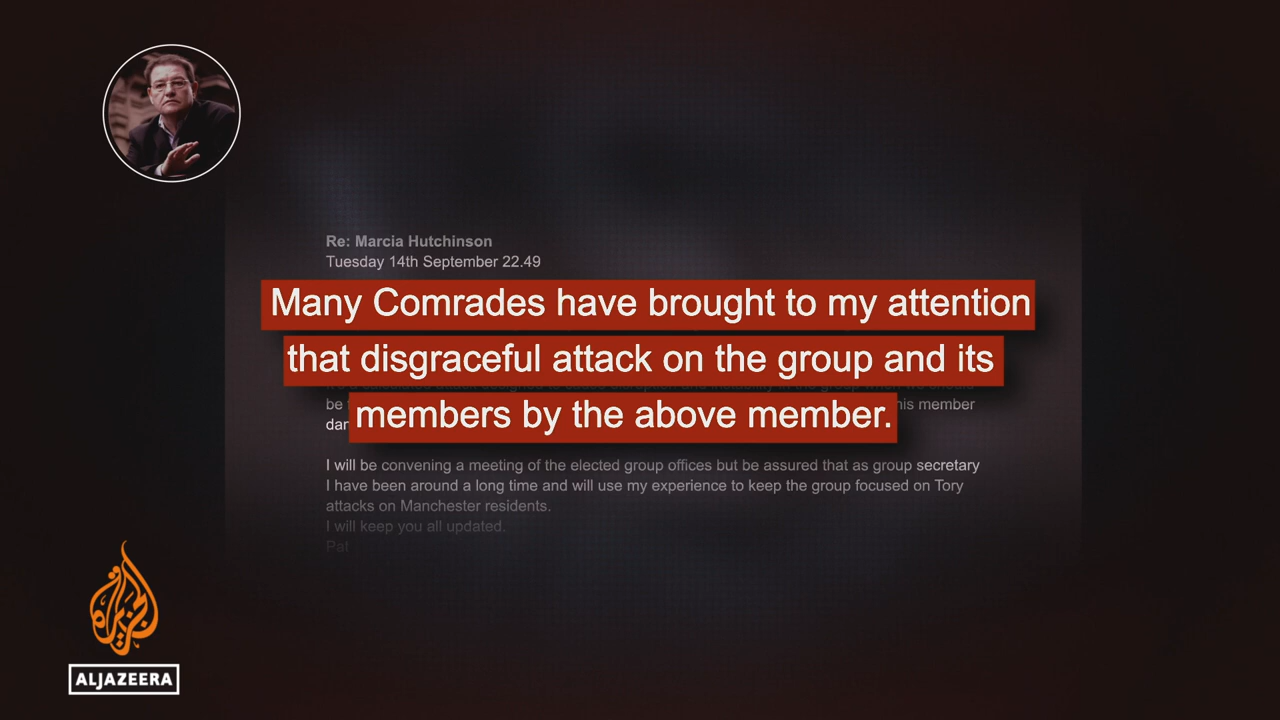 Re: Marcia Hutchinson
Tuesday 14th September 22.49
Many Comrades have brought to my attention
that disgraceful attack on the group and its
members by the above member.
be
his member
dar
I will be convening a meeting of the elected group offices but be assured that as group secretary
I have been around a long time and will use my experience to keep the group focused on Tory
attacks on Manchester residents.
I will keep you all updated.
Pat
الجزيرة
ALJAZEERA